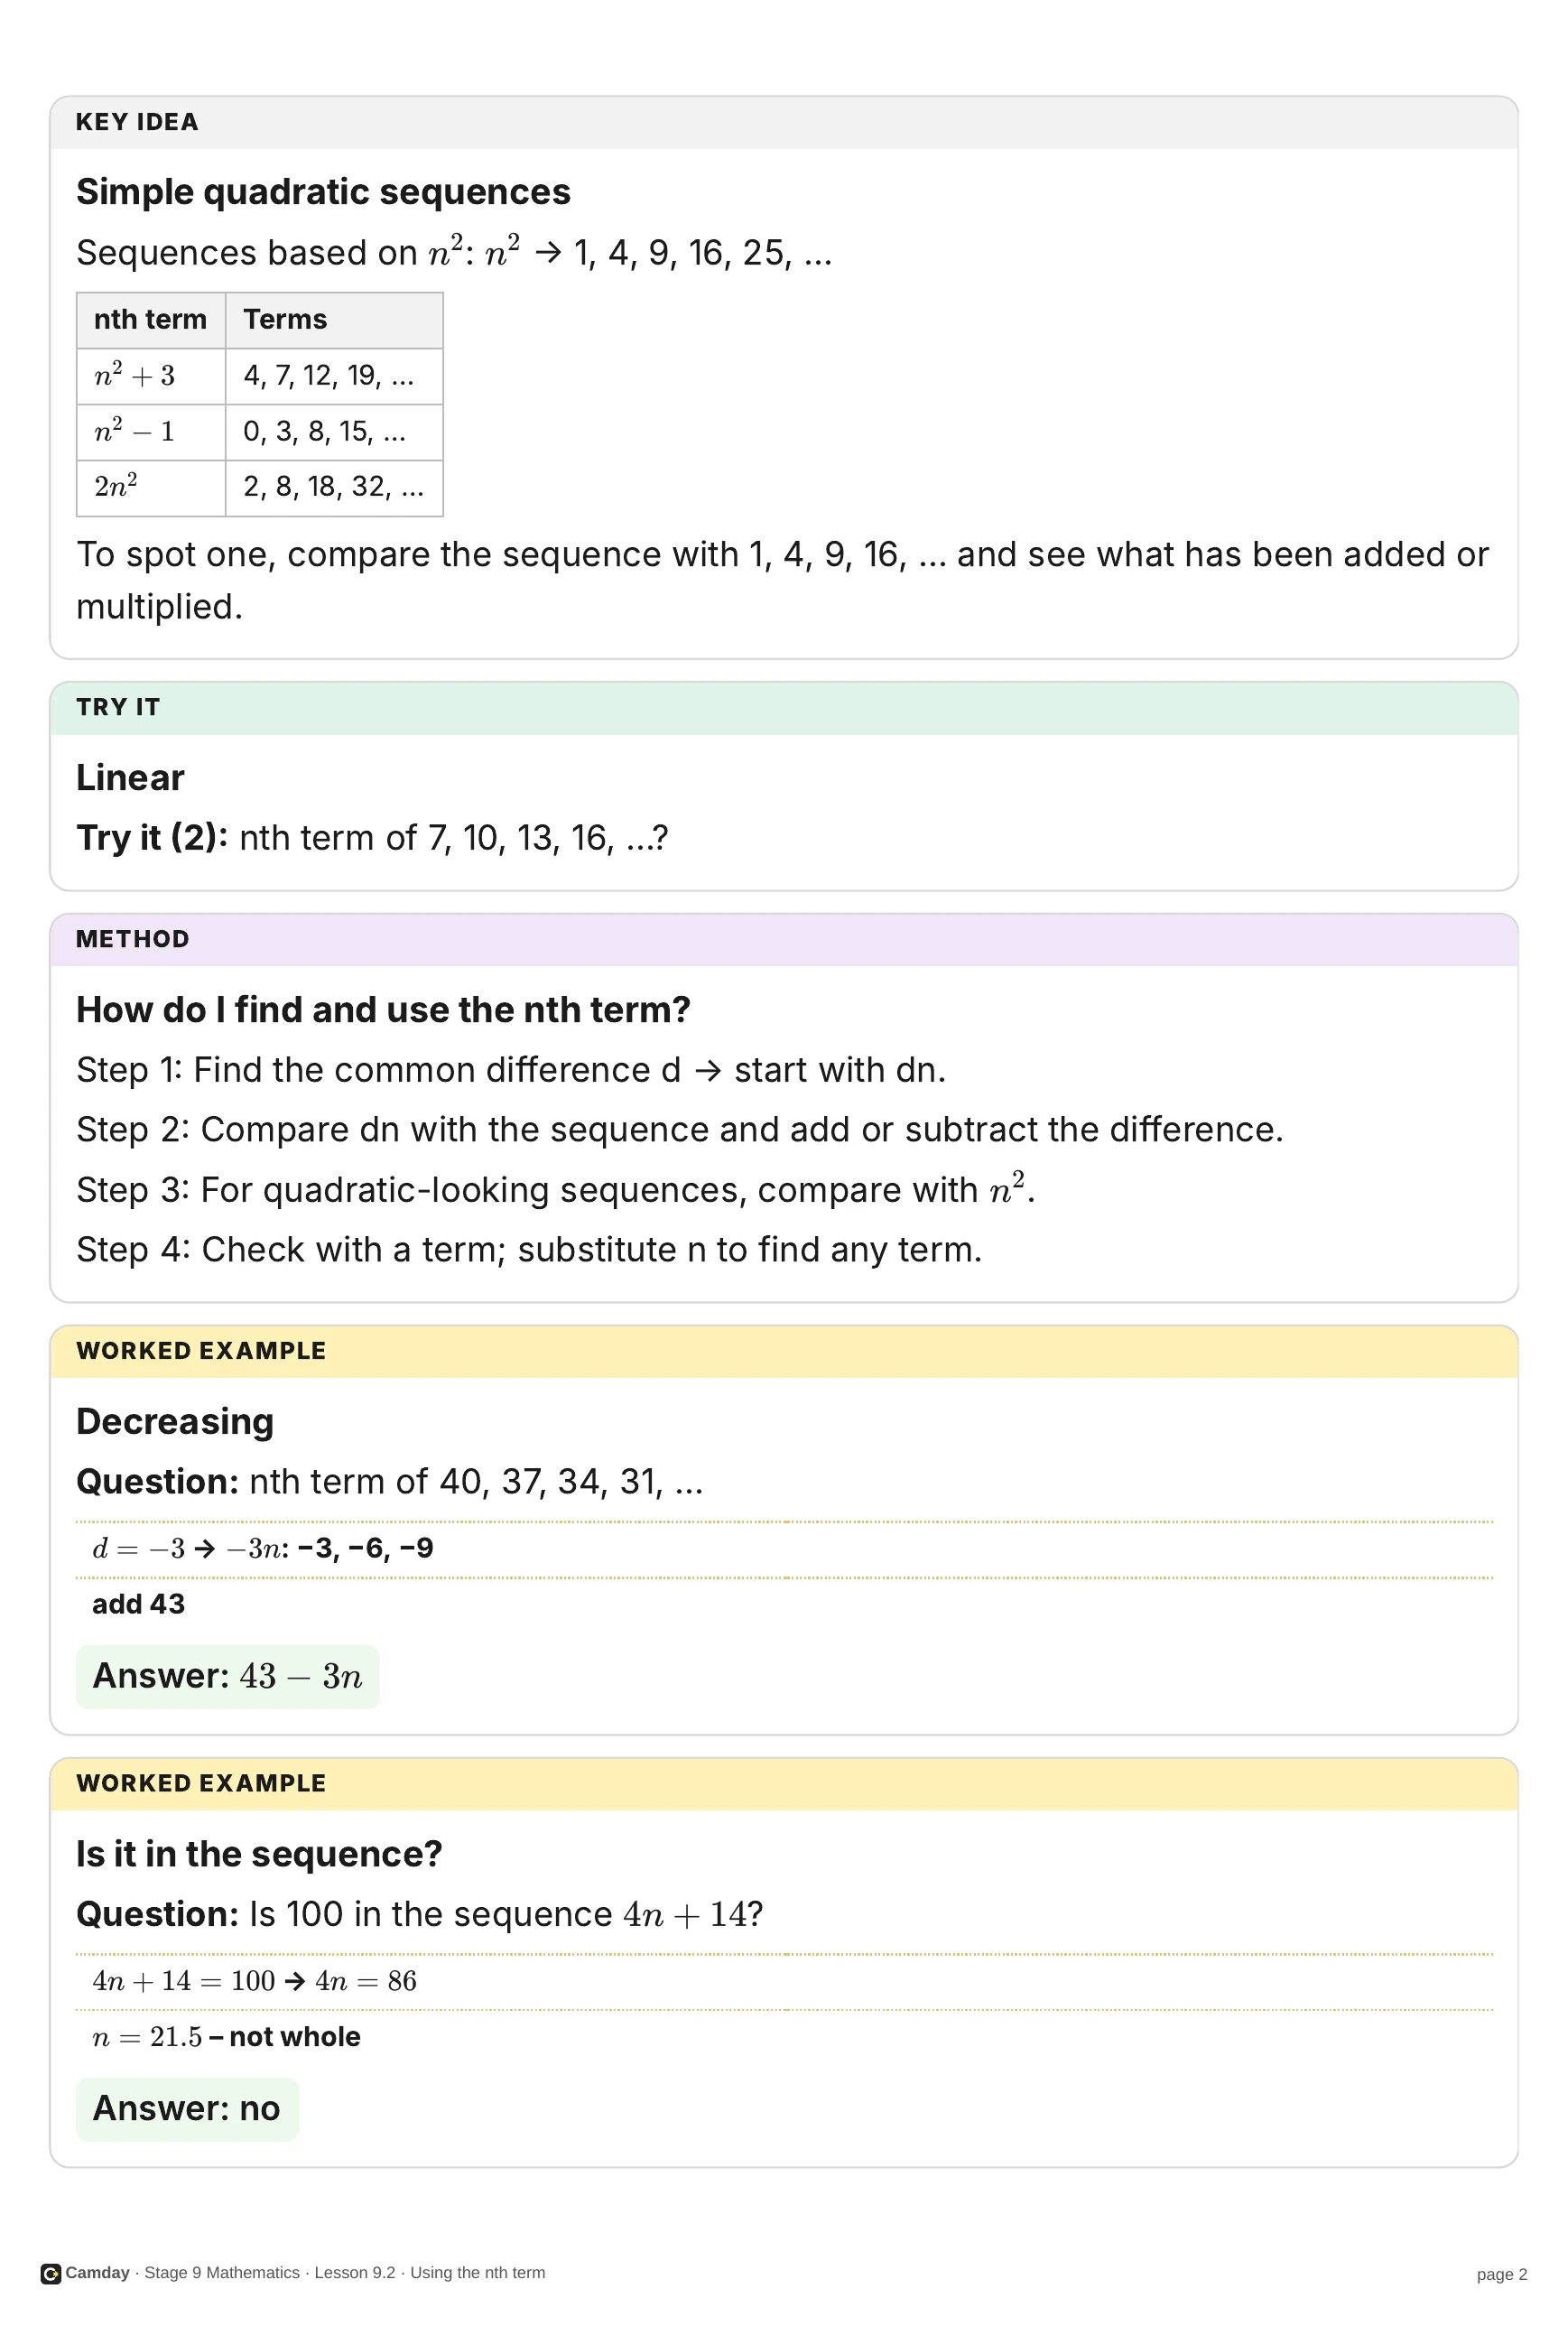 KEY IDEA
Simple quadratic sequences
Sequences based on n²: n² → 1, 4, 9, 16, 25, ...
nth term Terms
n² + 3 4, 7, 12, 19, ...
n² − 1 0, 3, 8, 15, ...
2n² 2, 8, 18, 32, ...
To spot one, compare the sequence with 1, 4, 9, 16, ... and see what has been added or
multiplied.
TRY IT
Linear
Try it (2): nth term of 7, 10, 13, 16, ...?
METHOD
How do I find and use the nth term?
Step 1: Find the common difference d → start with dn.
Step 2: Compare dn with the sequence and add or subtract the difference.
Step 3: For quadratic-looking sequences, compare with n².
Step 4: Check with a term; substitute n to find any term.
WORKED EXAMPLE
Decreasing
Question: nth term of 40, 37, 34, 31, ...
d = −3 → −3n: −3, −6, −9
add 43
Answer: 43 − 3n
WORKED EXAMPLE
Is it in the sequence?
Question: Is 100 in the sequence 4n + 14?
4n + 14 = 100 → 4n = 86
n = 21.5 – not whole
Answer: no
Camday · Stage 9 Mathematics · Lesson 9.2 · Using the nth term page 2